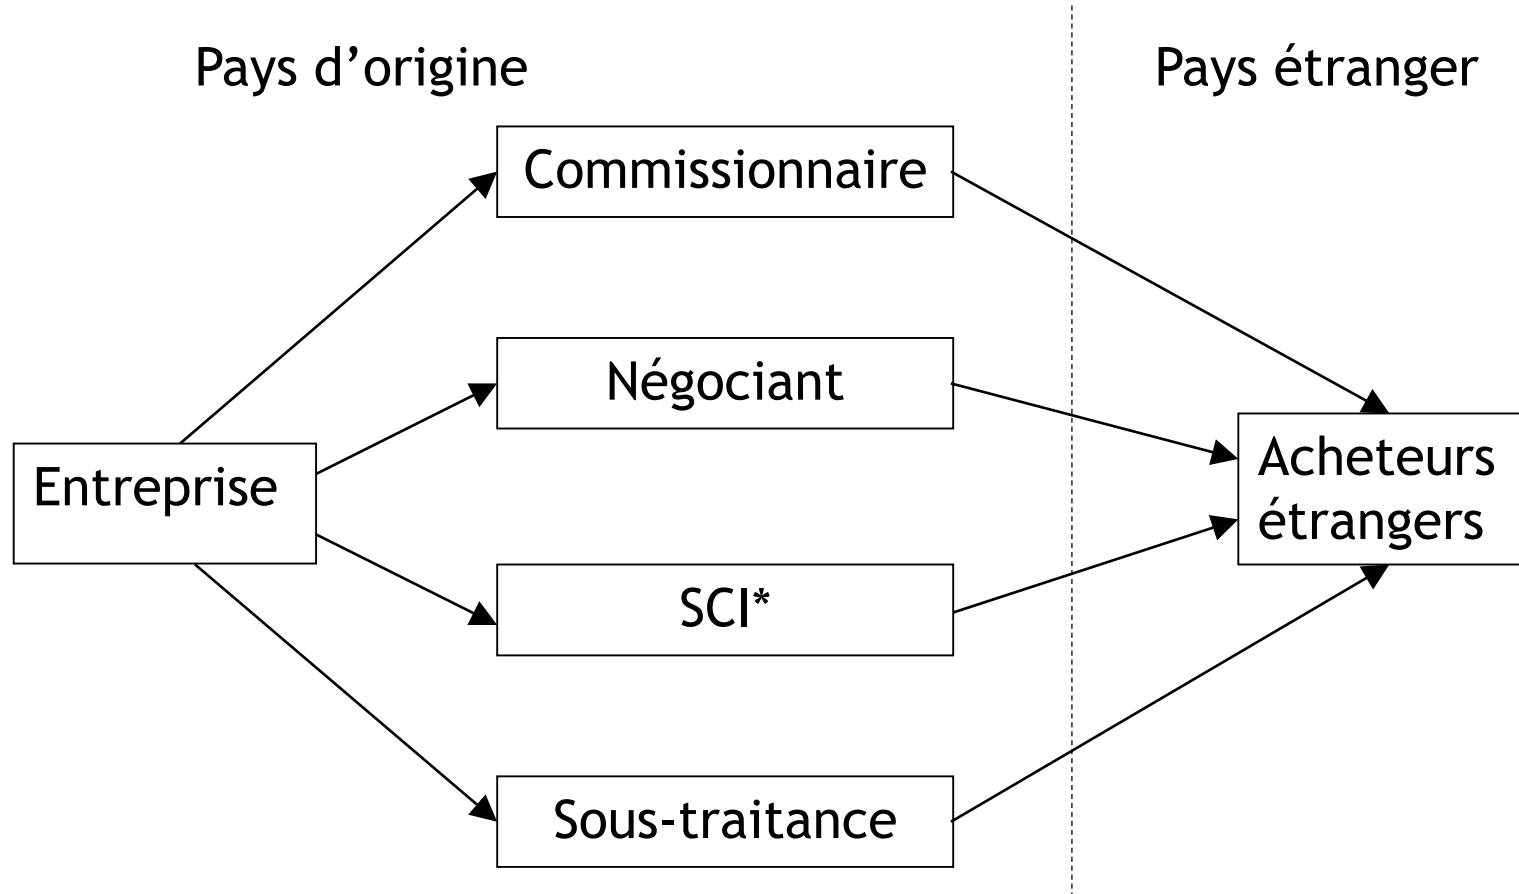 Pays d’origine
Pays étranger
Commissionnaire
Négociant
Entreprise
Acheteurs
étrangers
SCI*
Sous-traitance